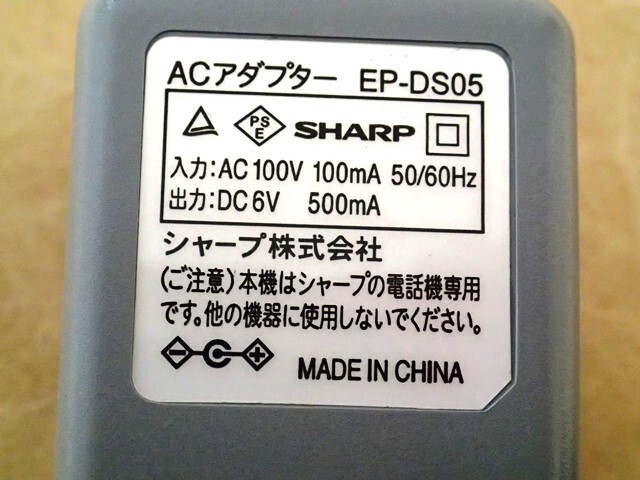 ACアダプター EP-DS05
PS E SHARP
入力:AC100V 100mA 50/60Hz
出力:DC6V 500mA
シャープ株式会社
(ご注意)本機はシャープの電話機専用
です。他の機器に使用しないでください。
MADE IN CHINA